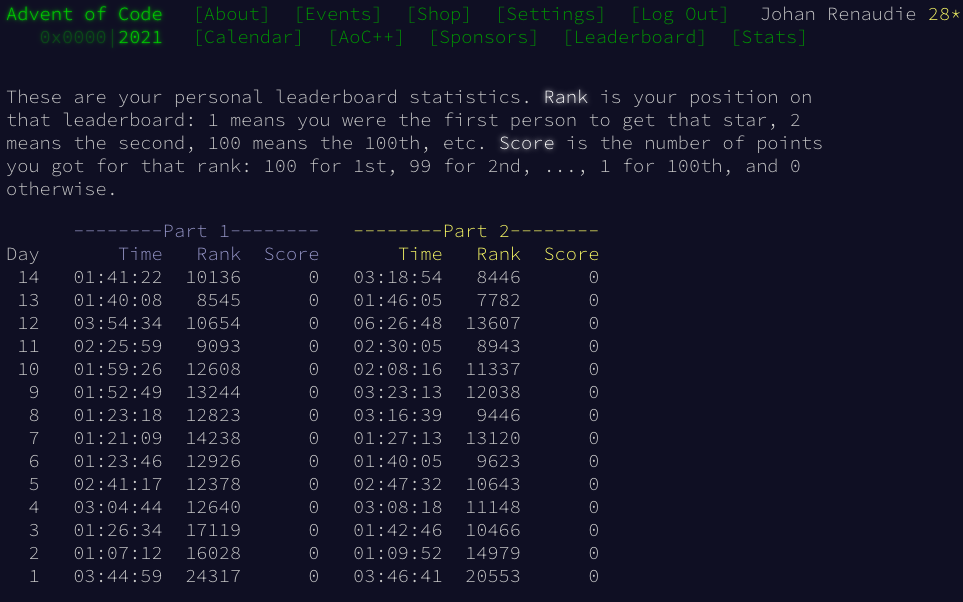 Advent of Code [About] [Events] [Shop] [Settings] [Log Out] Johan Renaudie 28*
0x0000|2021 [Calendar] [AoC++] [Sponsors] [Leaderboard] [Stats]
These are your personal leaderboard statistics. Rank is your position on
that leaderboard: 1 means you were the first person to get that star, 2
means the second, 100 means the 100th, etc. Score is the number of points
you got for that rank: 100 for 1st, 99 for 2nd, ..., 1 for 100th, and 0
otherwise.
--------Part 1-------- --------Part 2--------
Day Time Rank Score Time Rank Score
14 01:41:22 10136 0 03:18:54 8446 0
13 01:40:08 8545 0 01:46:05 7782 0
12 03:54:34 10654 0 06:26:48 13607 0
11 02:25:59 9093 0 02:30:05 8943 0
10 01:59:26 12608 0 02:08:16 11337 0
9 01:52:49 13244 0 03:23:13 12038 0
8 01:23:18 12823 0 03:16:39 9446 0
7 01:21:09 14238 0 01:27:13 13120 0
6 01:23:46 12926 0 01:40:05 9623 0
5 02:41:17 12378 0 02:47:32 10643 0
4 03:04:44 12640 0 03:08:18 11148 0
3 01:26:34 17119 0 01:42:46 10466 0
2 01:07:12 16028 0 01:09:52 14979 0
1 03:44:59 24317 0 03:46:41 20553 0